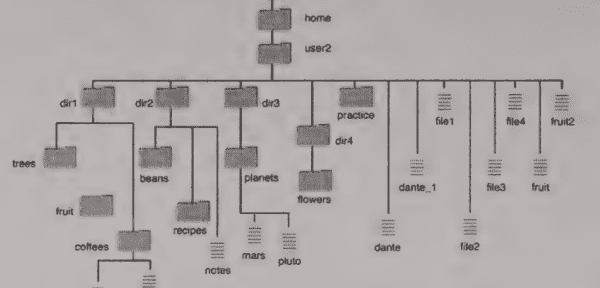 home
user2
dir1
dir2
dir3
practice
file1
file4
fruit2
dir4
trees
beans
planets
dante_1
file3
fruit
flowers
fruit
recipes
coffees
notes
mars
pluto
dante
file2